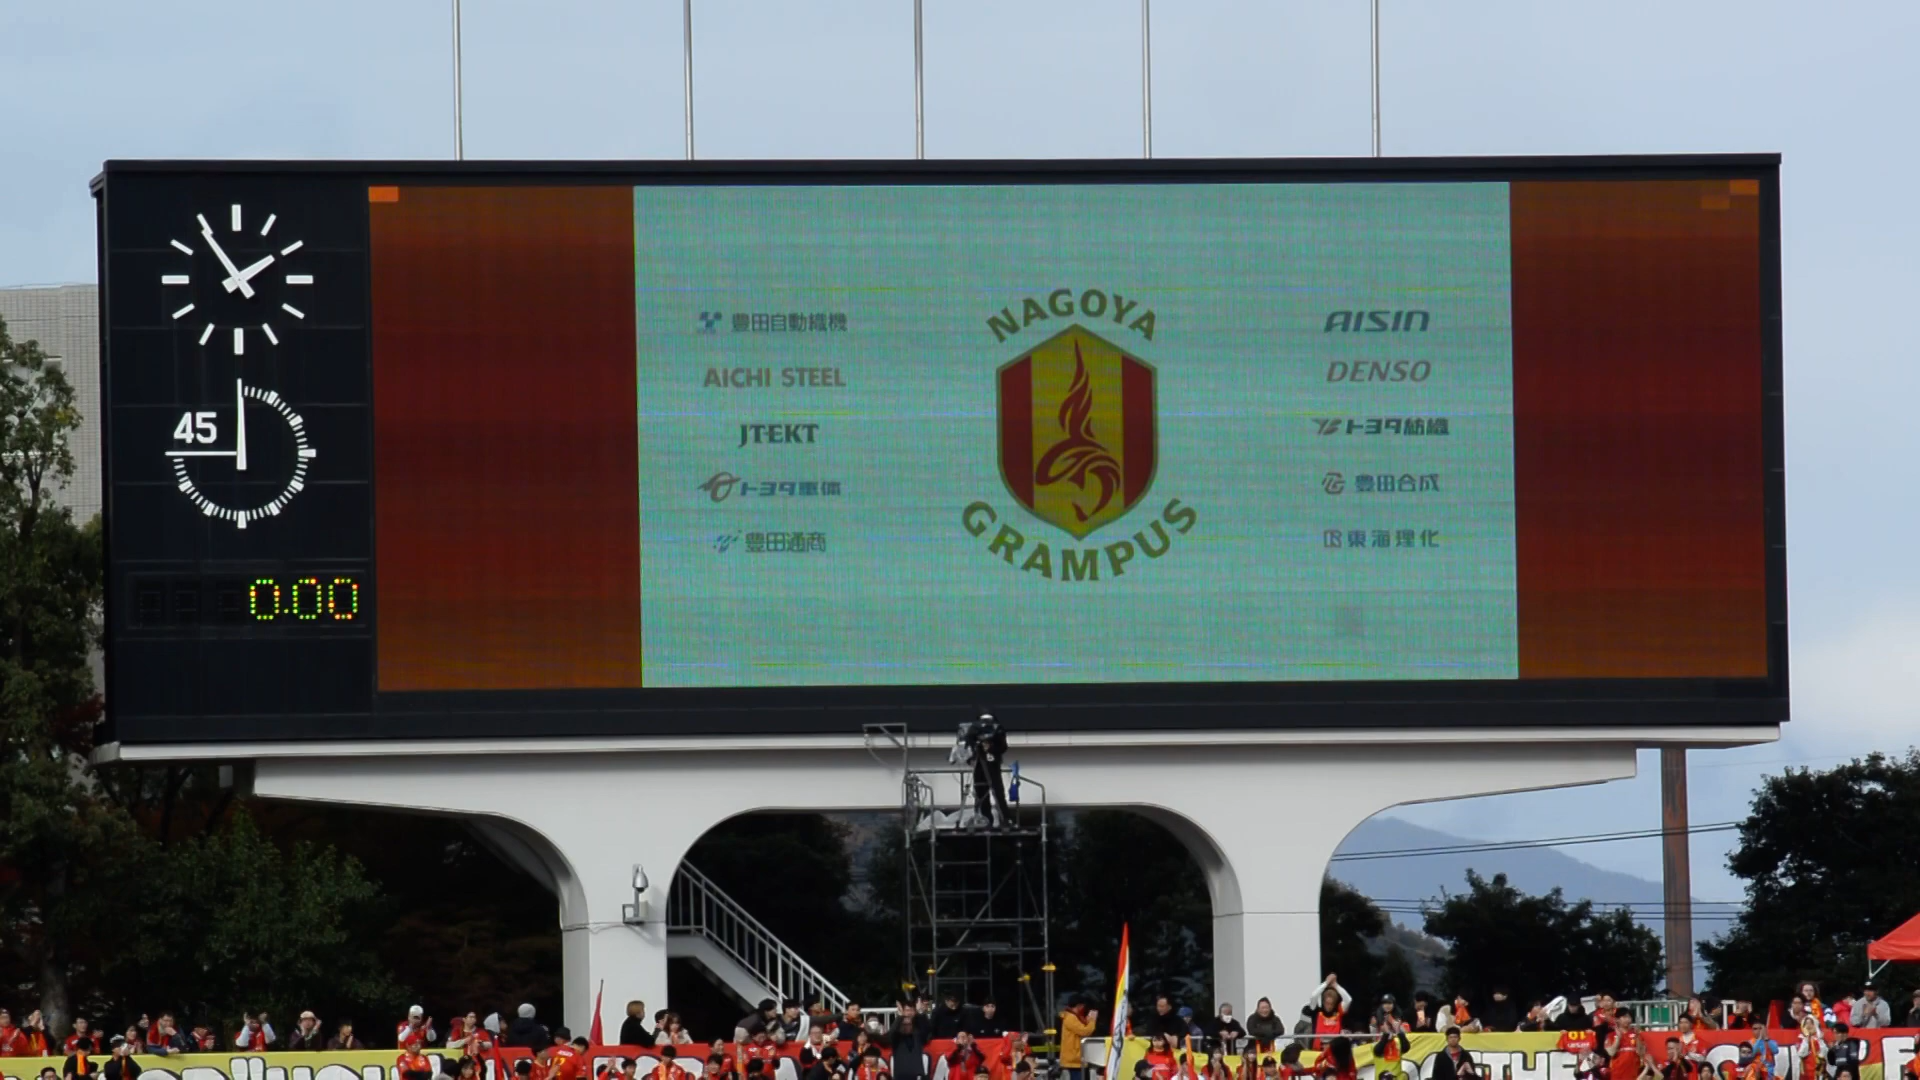 45
0.00
豊田自動織機
AICHI STEEL
JTEKT
トヨタ車体
豊田通商
NAGOYA
GRAMPUS
AISIN
DENSO
トヨタ紡織
豊田合成
東海理化